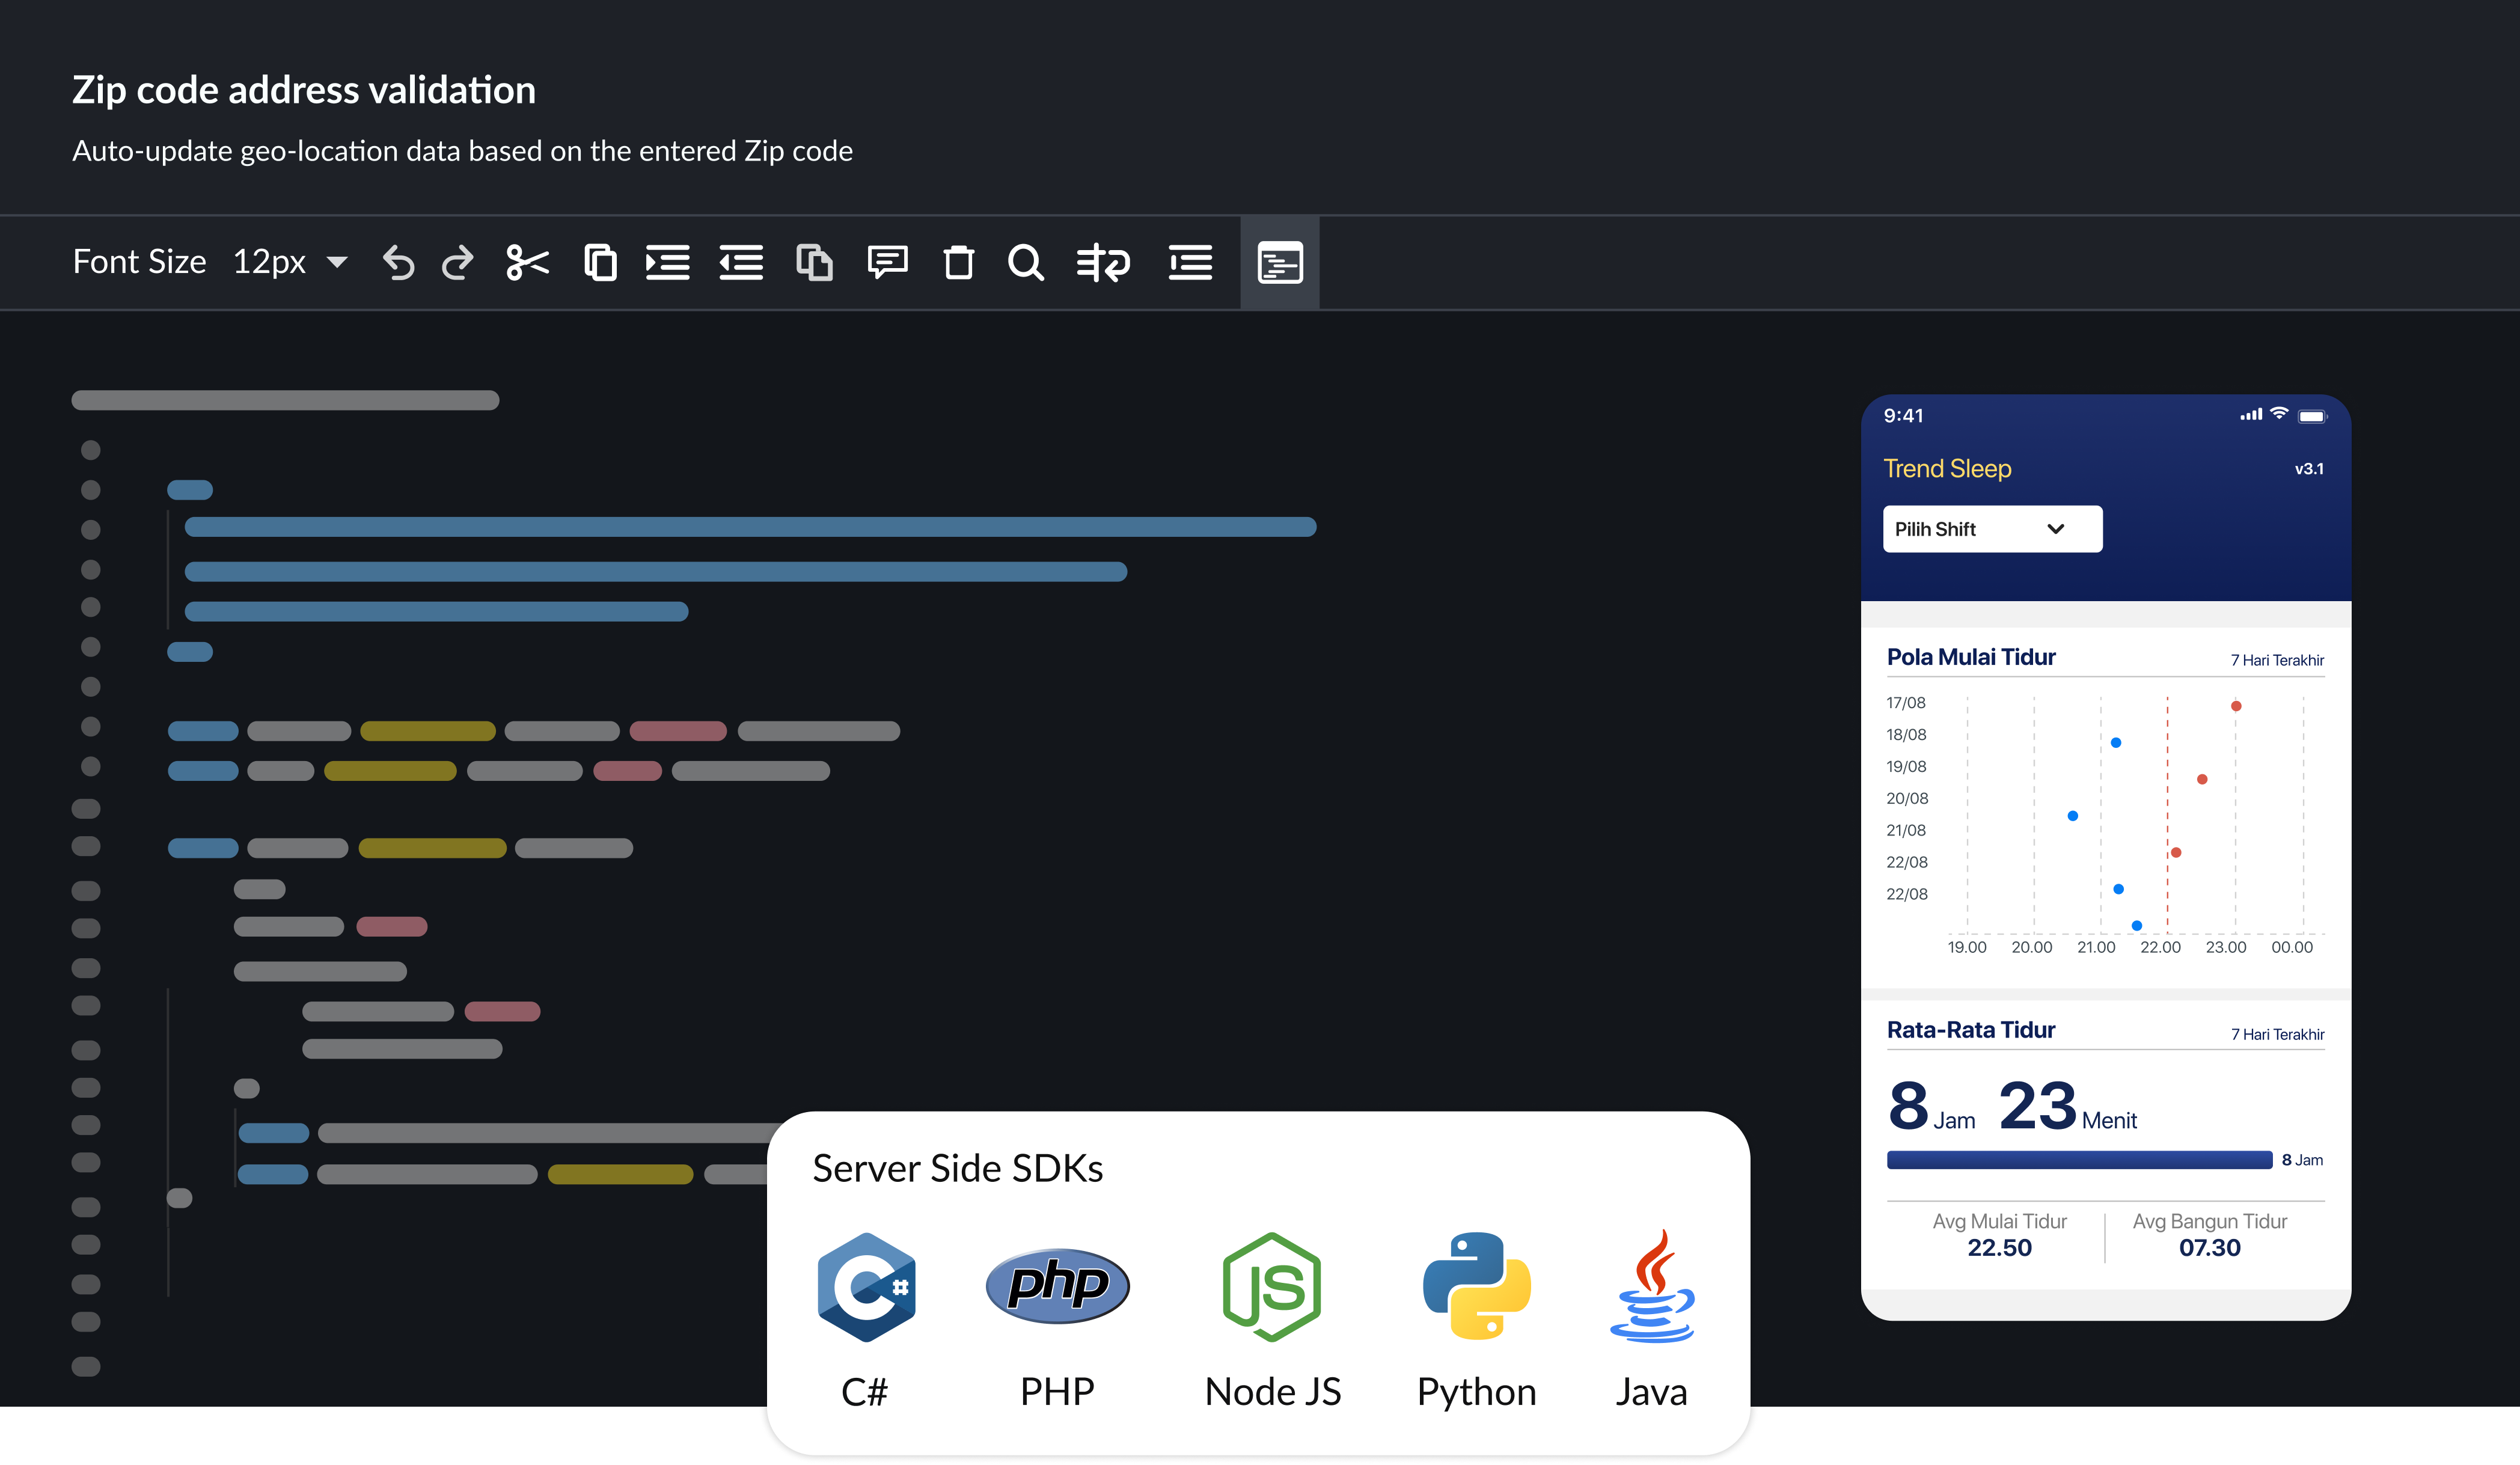 Zip code address validation
Auto-update geo-location data based on the entered Zip code
Font Size 12px
9:41
Trend Sleep v3.1
Pilih Shift
Pola Mulai Tidur 7 Hari Terakhir
17/08
18/08
19/08
20/08
21/08
22/08
22/08
19.00 20.00 21.00 22.00 23.00 00.00
Rata-Rata Tidur 7 Hari Terakhir
8 Jam 23 Menit
8 Jam
Avg Mulai Tidur Avg Bangun Tidur
22.50 07.30
Server Side SDKs
C# php JS
C# PHP Node JS Python Java